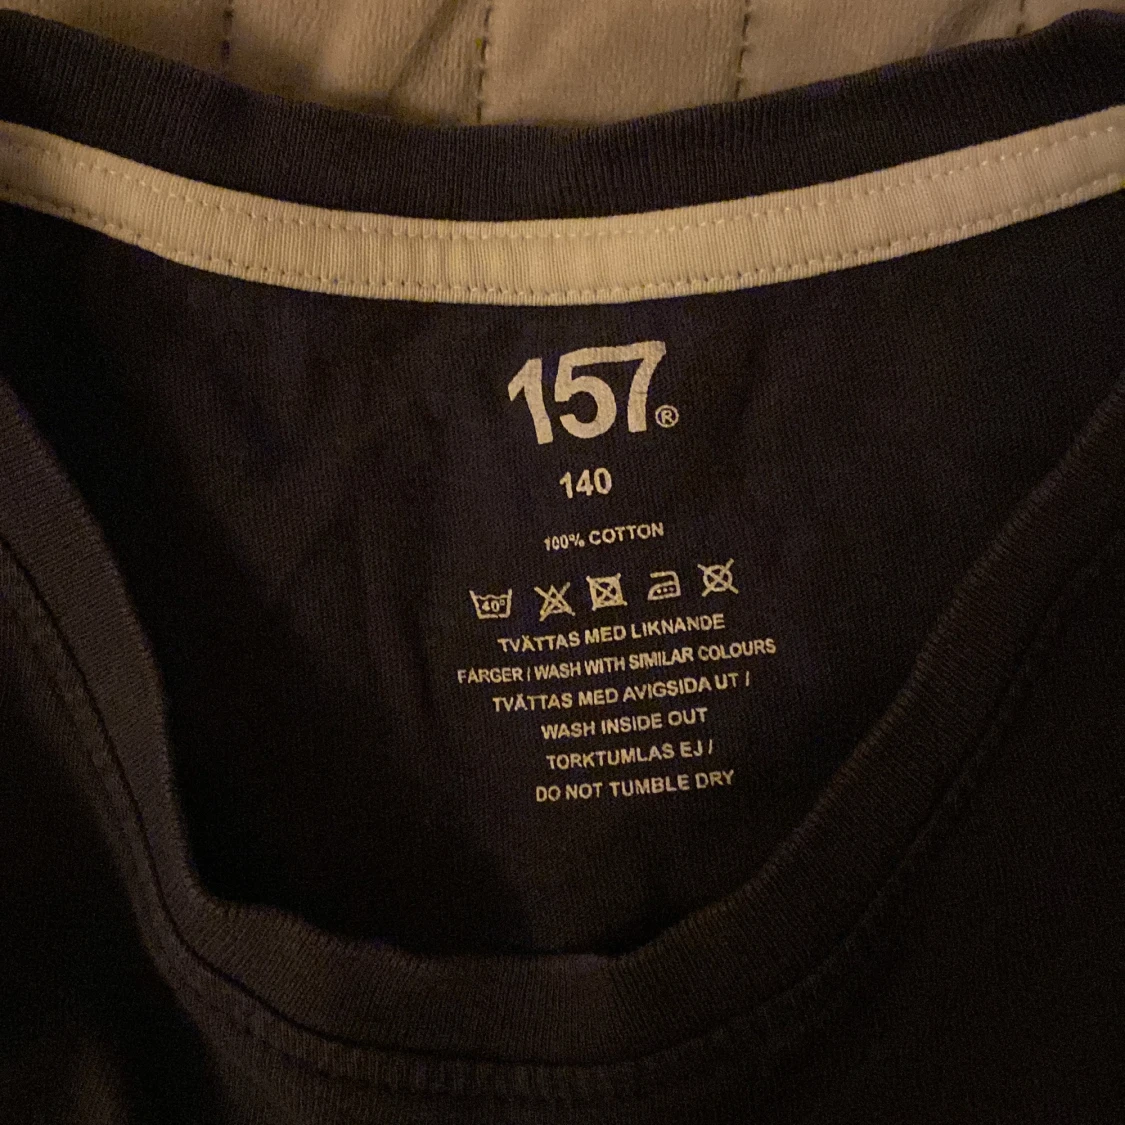 157®
140
100% COTTON
40°
TVÄTTAS MED LIKNANDE
FÄRGER / WASH WITH SIMILAR COLOURS
TVÄTTAS MED AVIGSIDA UT /
WASH INSIDE OUT
TORKTUMLAS EJ /
DO NOT TUMBLE DRY